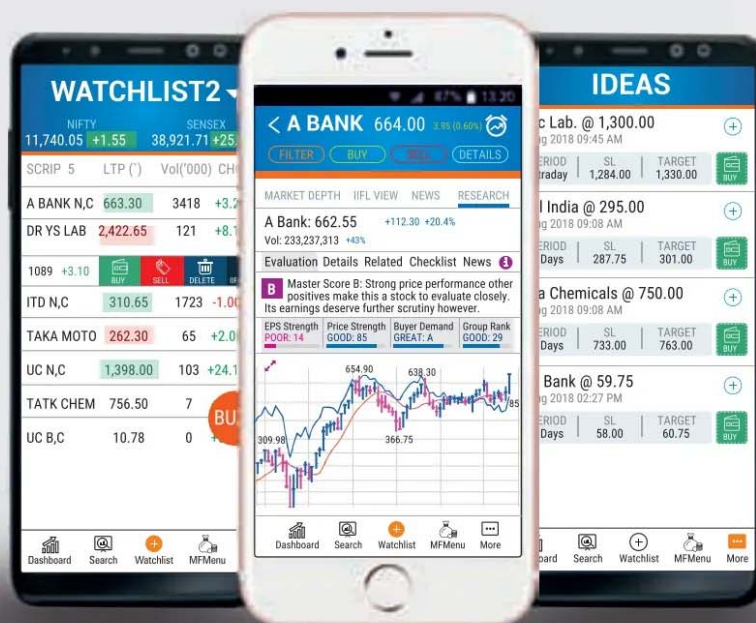 WATCHLIST2
NIFTY SENSEX
11,740.05 +1.55 38,921.71 +25.
SCRIP 5 LTP (`) Vol('000) CHG
A BANK N,C 663.30 3418 +3.2
DR YS LAB 2,422.65 121 +8.1
1089 +3.10 BUY SELL DELETE
ITD N,C 310.65 1723 -1.00
TAKA MOTO 262.30 65 +2.0
UC N,C 1,398.00 103 +24.1
TATK CHEM 756.50 7
BU
UC B,C 10.78 0
Dashboard Search Watchlist MFMenu
87% 13:20
< A BANK 664.00 3.95 (0.60%)
FILTER BUY SELL DETAILS
MARKET DEPTH IIFL VIEW NEWS RESEARCH
A Bank: 662.55 +112.30 +20.4%
Vol: 233,237,313 +43%
Evaluation Details Related Checklist News i
B Master Score B: Strong price performance other
positives make this a stock to evaluate closely.
Its earnings deserve further scrutiny however.
EPS Strength Price Strength Buyer Demand Group Rank
POOR: 14 GOOD: 85 GREAT: A GOOD: 29
654.90 638.30
85
309.98 366.75
Dashboard Search Watchlist MFMenu More
IDEAS
c Lab. @ 1,300.00
g 2018 09:45 AM
ERIOD SL TARGET
traday 1,284.00 1,330.00 BUY
l India @ 295.00
g 2018 09:08 AM
ERIOD SL TARGET
Days 287.75 301.00 BUY
a Chemicals @ 750.00
g 2018 09:08 AM
ERIOD SL TARGET
Days 733.00 763.00 BUY
Bank @ 59.75
g 2018 02:27 PM
ERIOD SL TARGET
Days 58.00 60.75 BUY
oard Search Watchlist MFMenu More